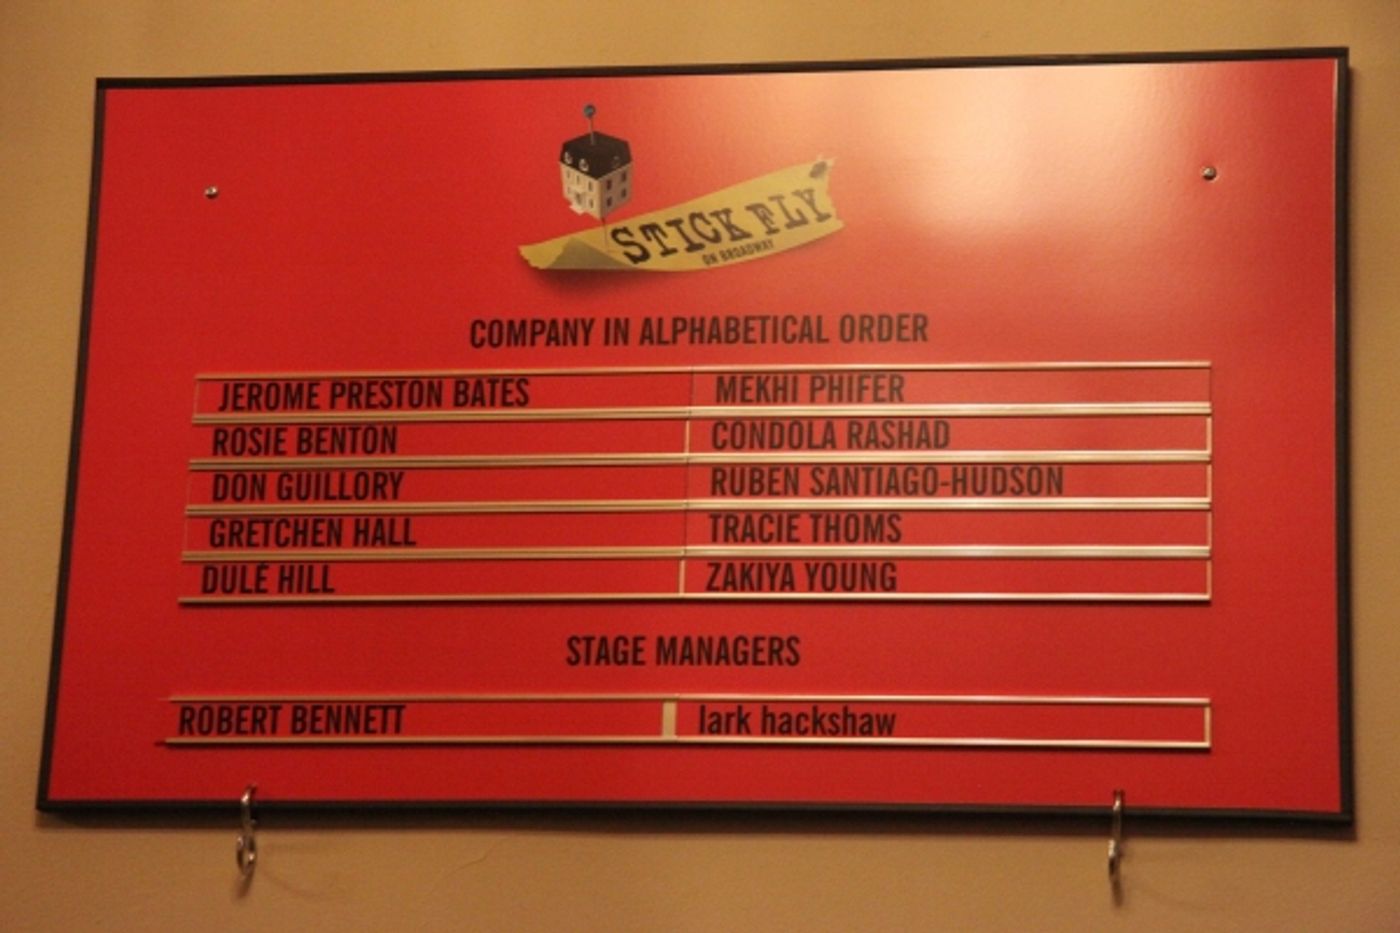 STICK FLY
ON BROADWAY
COMPANY IN ALPHABETICAL ORDER
JEROME PRESTON BATES
MEKHI PHIFER
ROSIE BENTON
CONDOLA RASHAD
DON GUILLORY
RUBEN SANTIAGO-HUDSON
GRETCHEN HALL
TRACIE THOMS
DULÉ HILL
ZAKIYA YOUNG
STAGE MANAGERS
ROBERT BENNETT
lark hackshaw